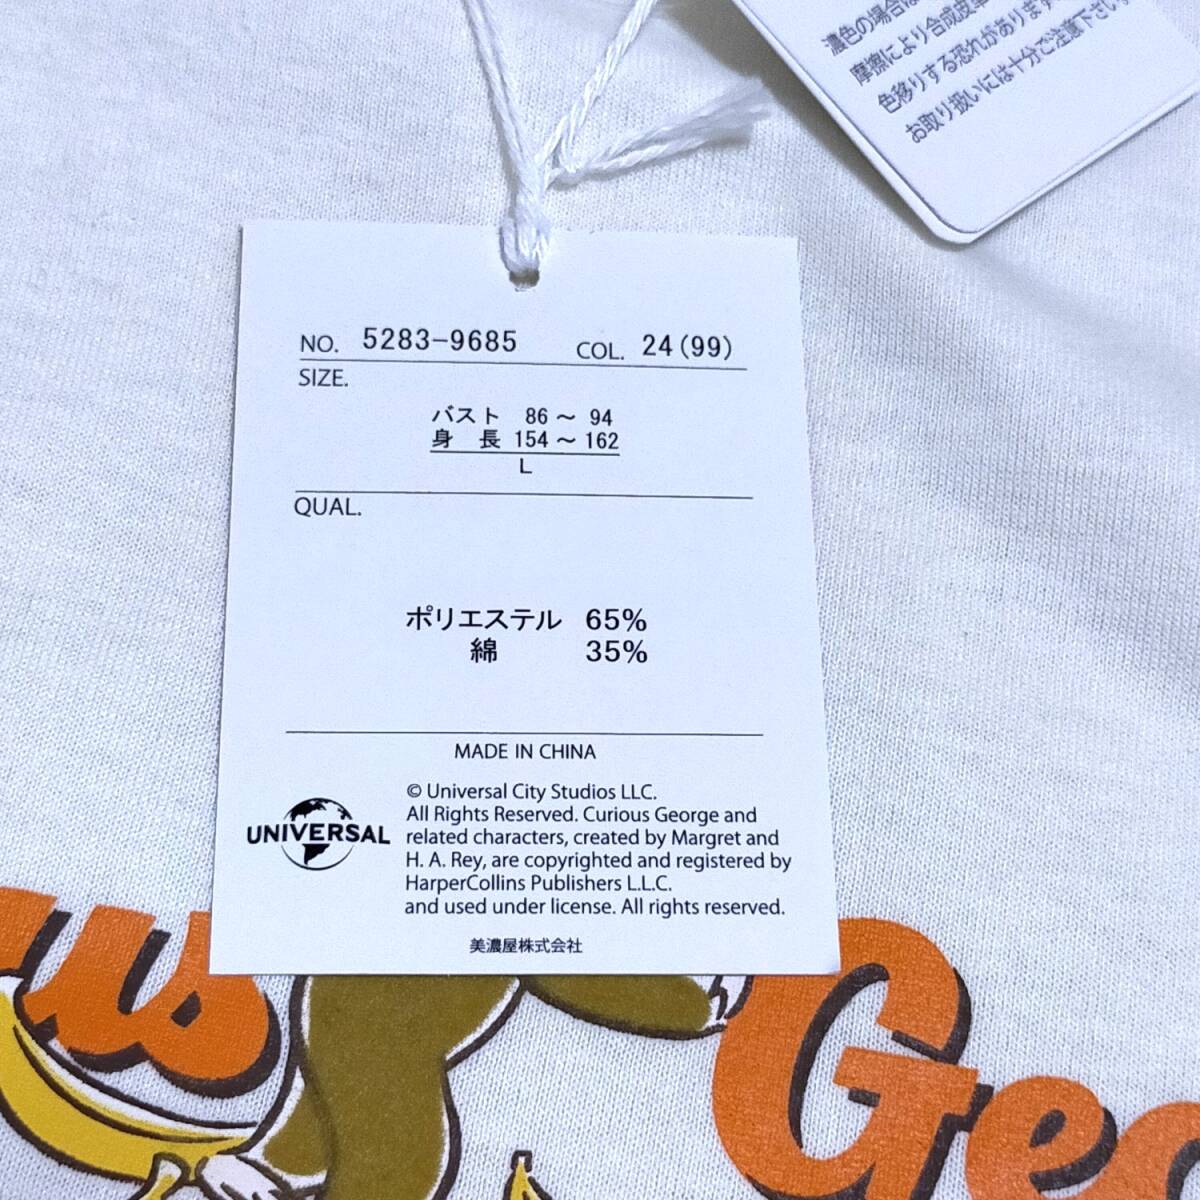 濃色の場合は
摩擦により合成皮革
色移りする恐れがあります
お取り扱いには十分ご注意下さい
NO. 5283-9685 COL. 24(99)
SIZE.
バスト 86～ 94
身 長 154～162
L
QUAL.
ポリエステル 65%
綿 35%
MADE IN CHINA
UNIVERSAL
© Universal City Studios LLC.
All Rights Reserved. Curious George and
related characters, created by Margret and
H. A. Rey, are copyrighted and registered by
HarperCollins Publishers L.L.C.
and used under license. All rights reserved.
美濃屋株式会社
us Geo